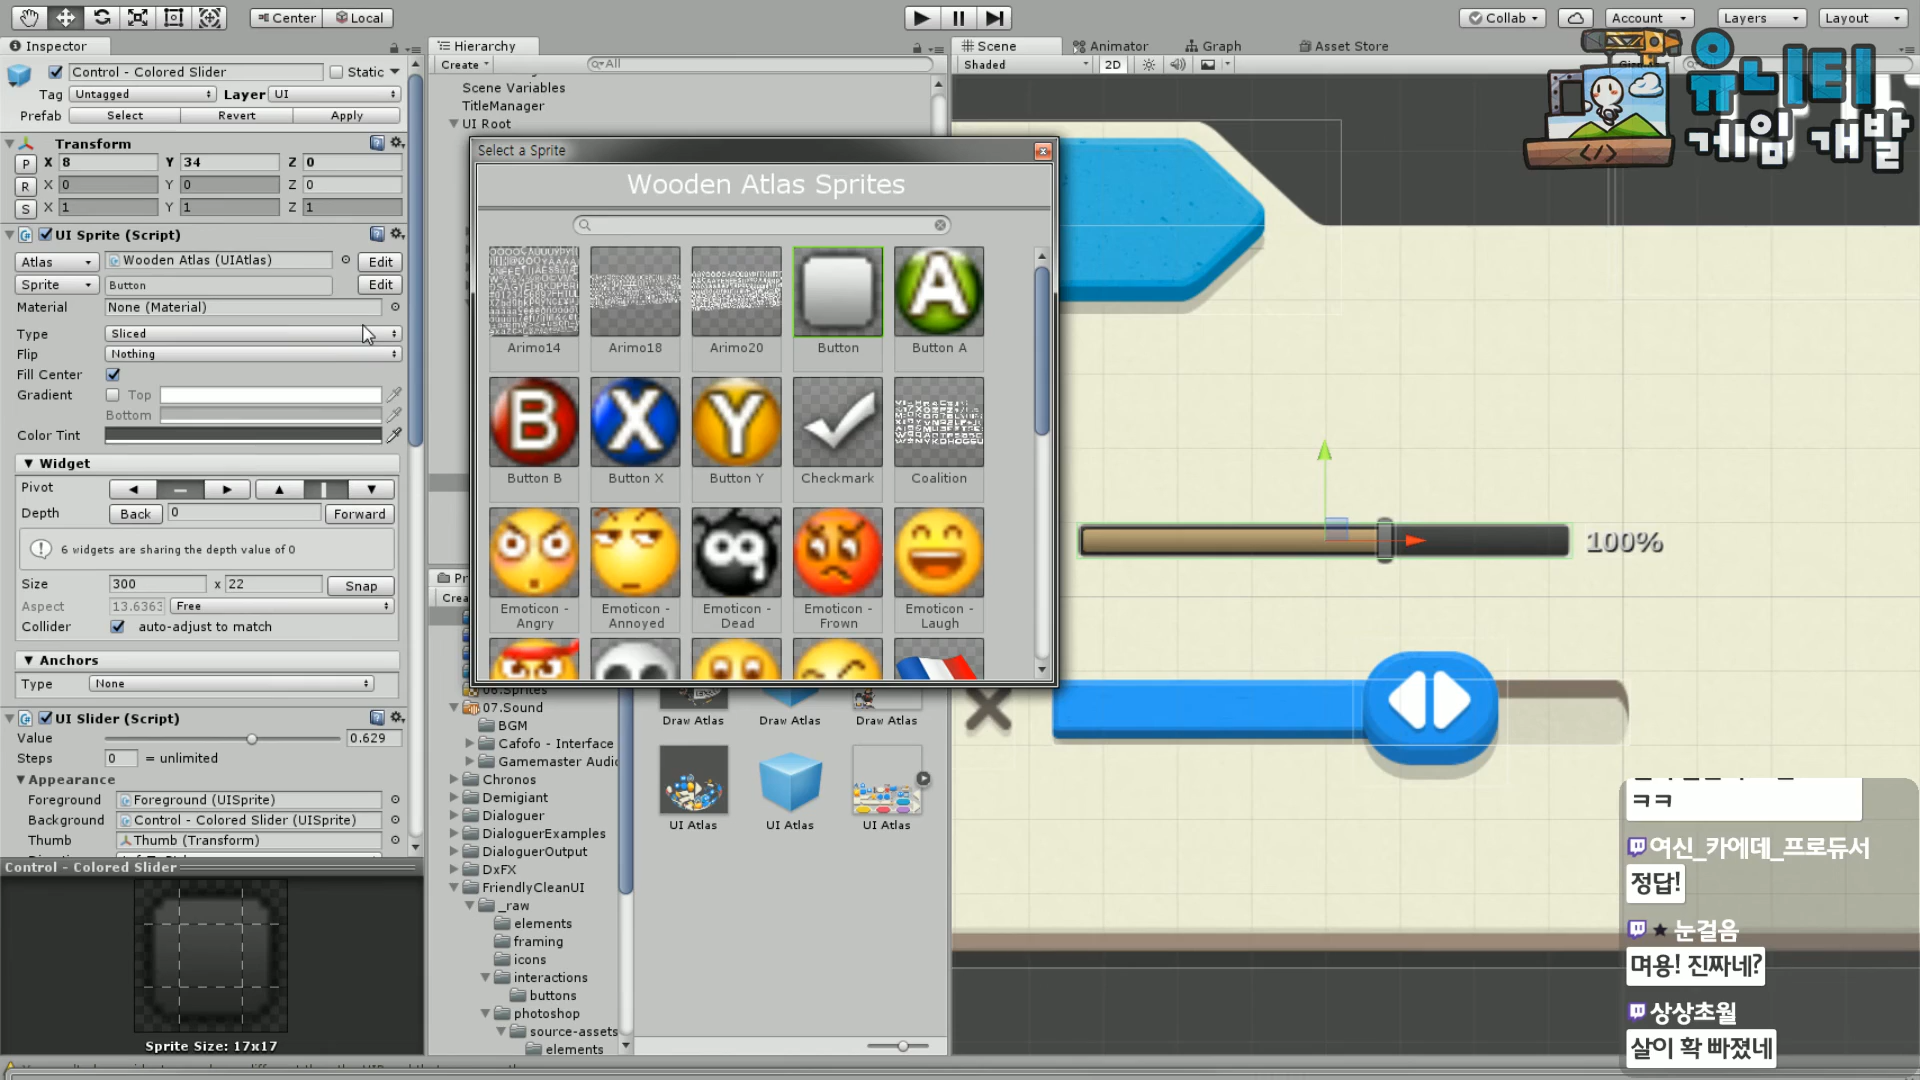 Center
Local
Collab
Account
Layers
Layout
Inspector
Hierarchy
Scene
Animator
Graph
Asset Store
Control - Colored Slider
Static
Create
All
Shaded
2D
Tag
Untagged
Layer
UI
Prefab
Select
Revert
Apply
Scene Variables
TitleManager
UI Root
유니티
게임 개발
</>
Transform
P X 8 Y 34 Z 0
R X 0 Y 0 Z 0
S X 1 Y 1 Z 1
UI Sprite (Script)
Atlas
Wooden Atlas (UIAtlas)
Edit
Sprite
Button
Edit
Material
None (Material)
Type
Sliced
Flip
Nothing
Fill Center
Gradient
Top
Bottom
Color Tint
Widget
Pivot
Depth
Back
0
Forward
6 widgets are sharing the depth value of 0
Size
300 x 22
Snap
Aspect
Free
Collider
auto-adjust to match
Anchors
Type
None
UI Slider (Script)
Value
0.629
Steps
0
= unlimited
Appearance
Foreground
Foreground (UISprite)
Background
Control - Colored Slider (UISprite)
Thumb
Thumb (Transform)
Control - Colored Slider
Sprite Size: 17x17
Select a Sprite
Wooden Atlas Sprites
Arimo14
Arimo18
Arimo20
Button
A
Button A
B
Button B
X
Button X
Y
Button Y
Checkmark
Coalition
Emoticon - Angry
Emoticon - Annoyed
Emoticon - Dead
Emoticon - Frown
Emoticon - Laugh
07.Sound
BGM
Cafofo - Interface
Chronos
Demigiant
Dialoguer
DialoguerExamples
DialoguerOutput
DxFX
FriendlyCleanUI
_raw
elements
framing
icons
interactions
buttons
photoshop
source-assets
elements
Draw Atlas
Draw Atlas
Draw Atlas
UI Atlas
UI Atlas
UI Atlas
100%
ㅋㅋ
여신_카에데_프로듀서
정답!
눈걸음
며용! 진짜네?
상상초월
살이 확 빠졌네